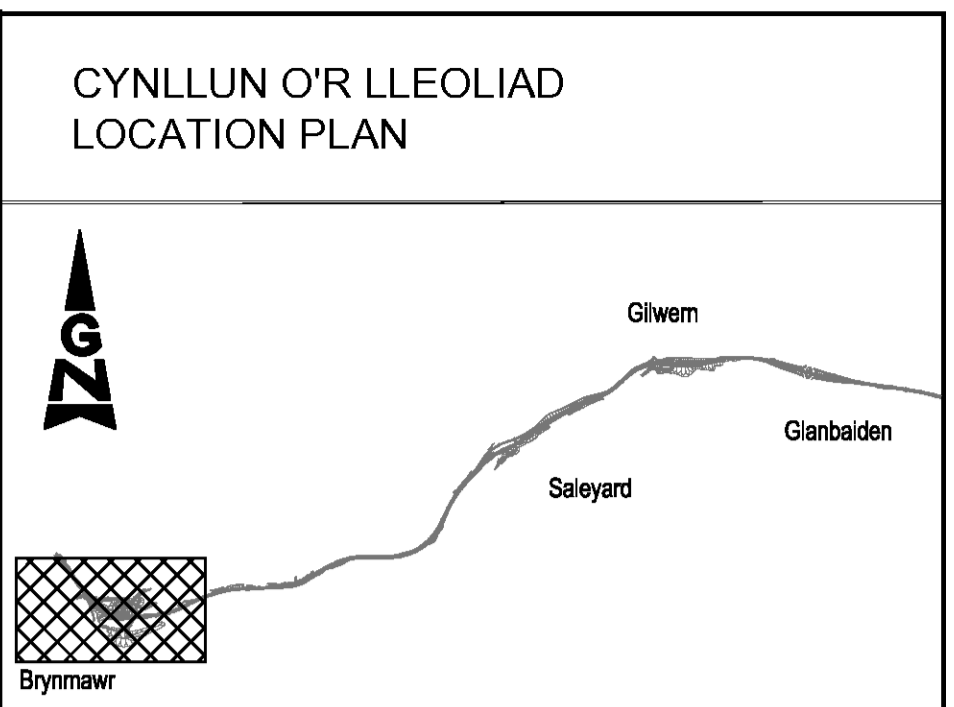 CYNLLUN O'R LLEOLIAD
LOCATION PLAN
G
N
Gilwern
Glanbaiden
Saleyard
Brynmawr